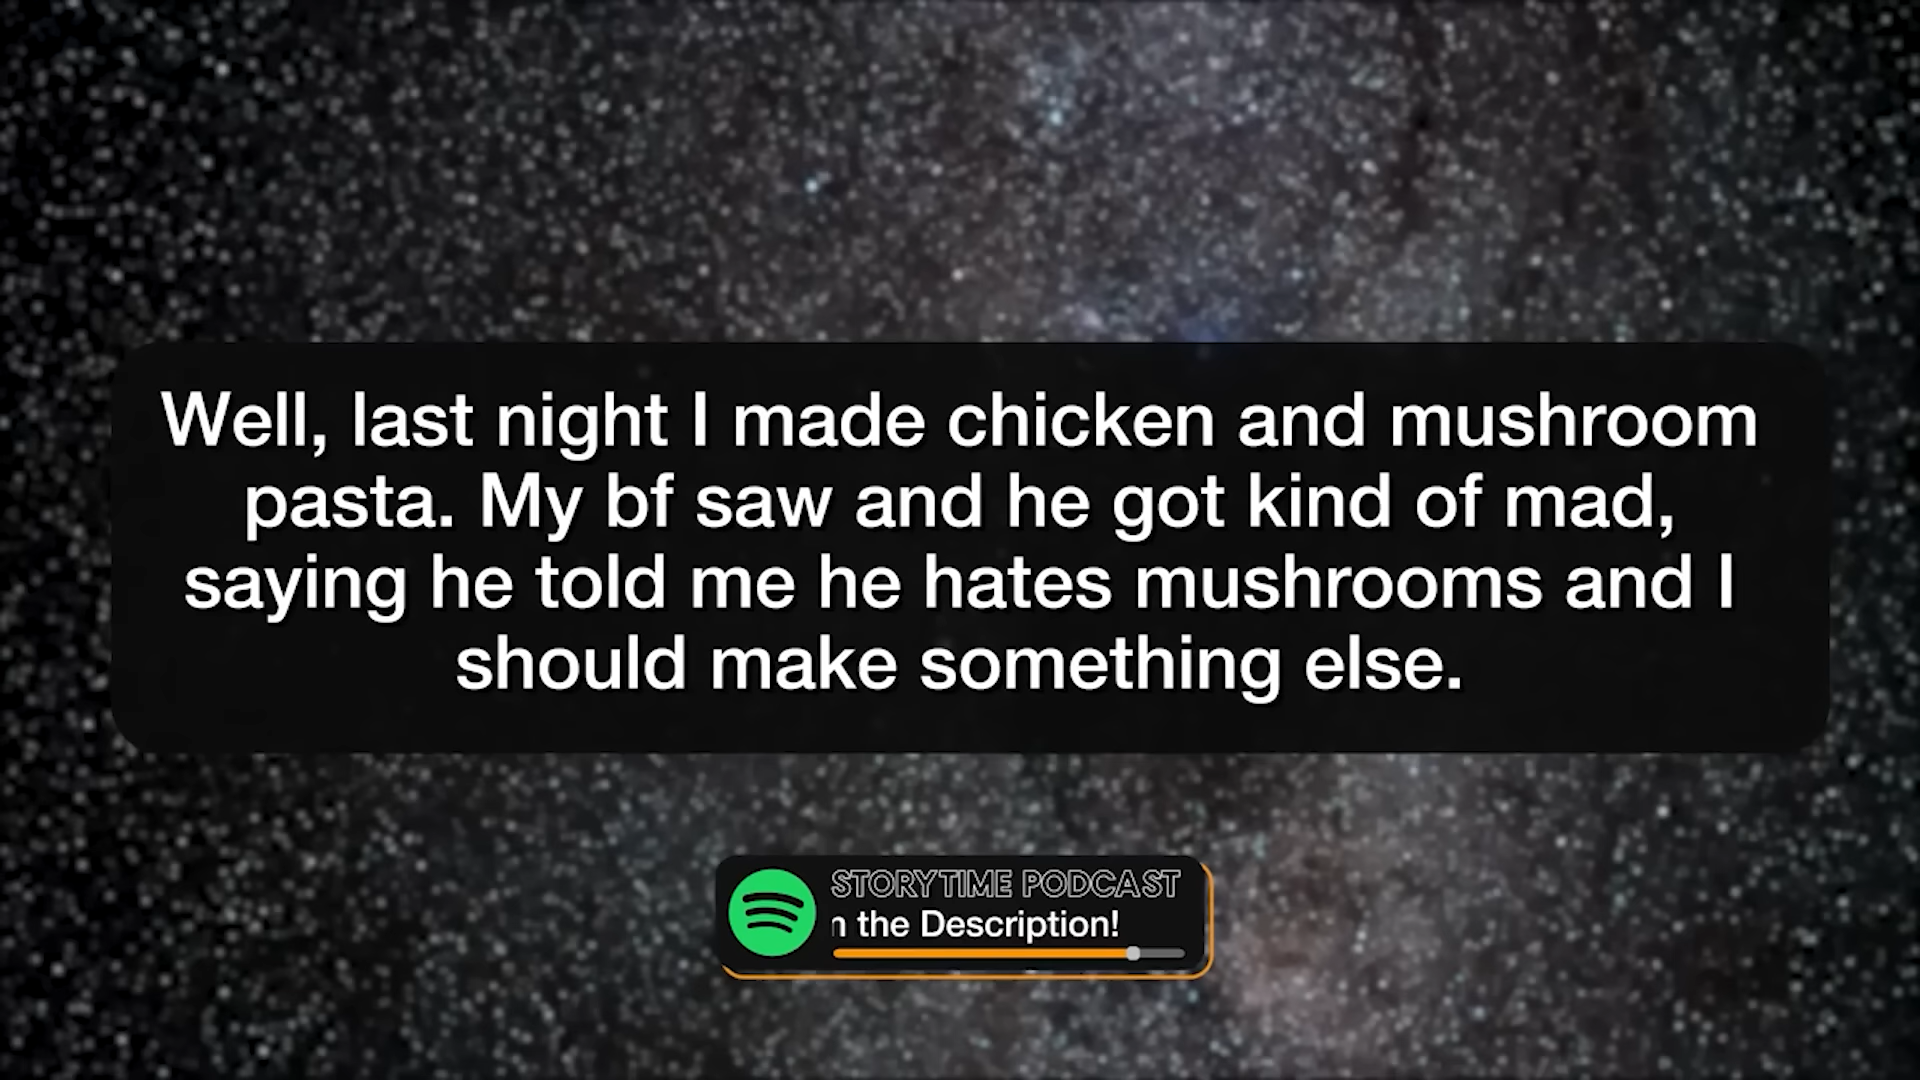 Well, last night I made chicken and mushroom
pasta. My bf saw and he got kind of mad,
saying he told me he hates mushrooms and I
should make something else.
STORYTIME PODCAST
n the Description!